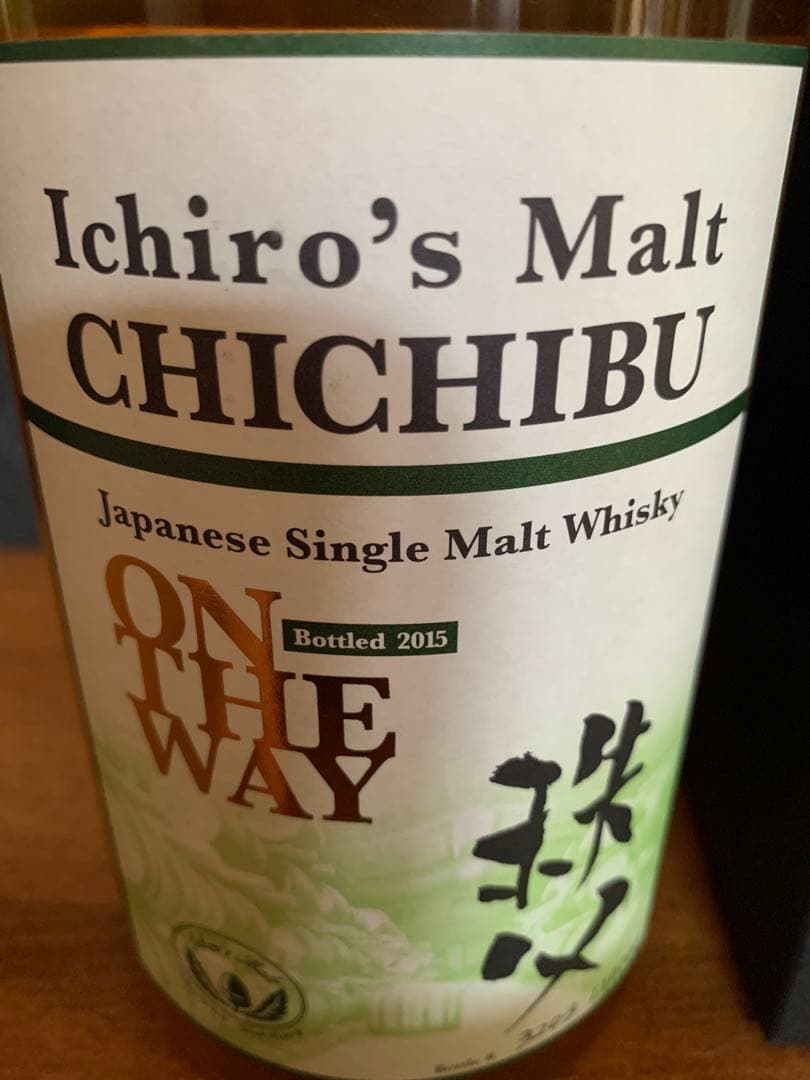 Ichiro's Malt
CHICHIBU
Japanese Single Malt Whisky
ON
THE
WAY
Bottled 2015
秩父